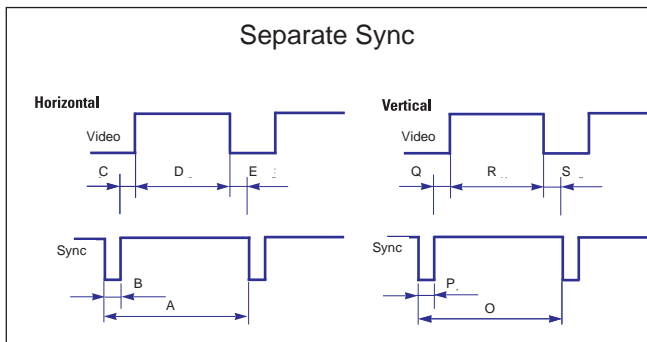 Separate Sync
Horizontal
Vertical
Video
Video
C D E
Q R S
Sync
Sync
B
P
A
O